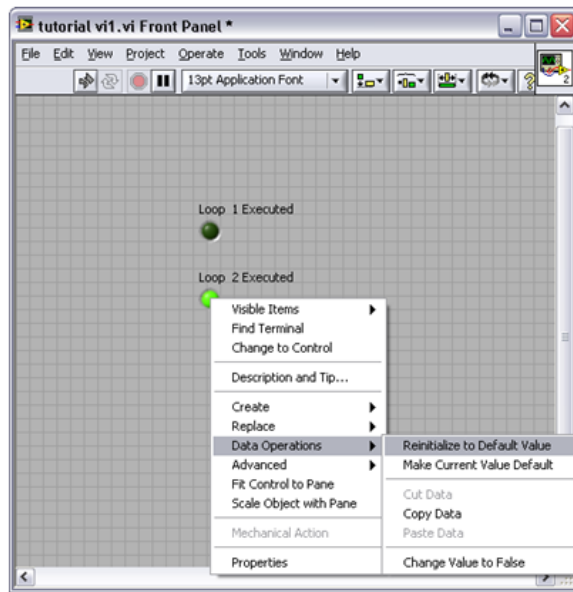 tutorial vi1.vi Front Panel *
File Edit View Project Operate Tools Window Help
13pt Application Font
2
Loop 1 Executed
Loop 2 Executed
Visible Items
Find Terminal
Change to Control
Description and Tip...
Create
Replace
Data Operations
Advanced
Fit Control to Pane
Scale Object with Pane
Mechanical Action
Properties
Reinitialize to Default Value
Make Current Value Default
Cut Data
Copy Data
Paste Data
Change Value to False